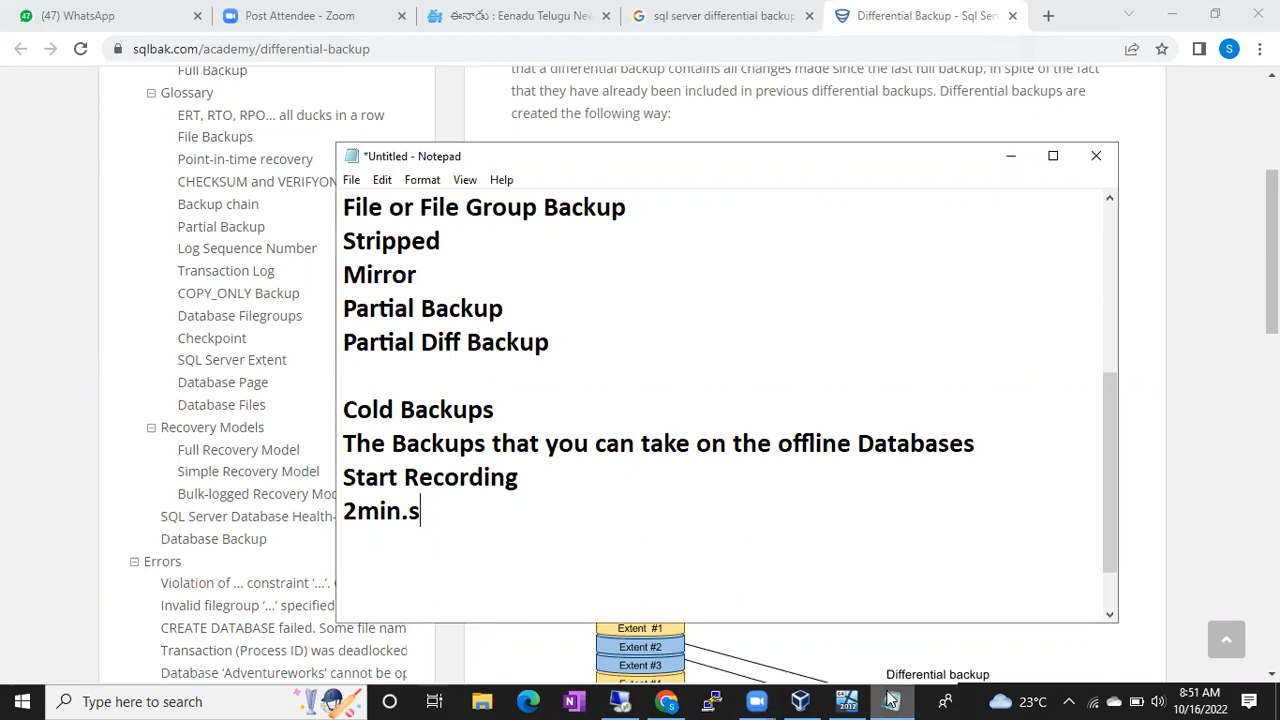 (47) WhatsApp
Post Attendee - Zoom
ఈనాడు : Eenadu Telugu Ne
sql server differential backup
Differential Backup - Sql Ser
sqlbak.com/academy/differential-backup
S
Full Backup
Glossary
ERT, RTO, RPO... all ducks in a row
File Backups
Point-in-time recovery
CHECKSUM and VERIFYON
Backup chain
Partial Backup
Log Sequence Number
Transaction Log
COPY_ONLY Backup
Database Filegroups
Checkpoint
SQL Server Extent
Database Page
Database Files
Recovery Models
Full Recovery Model
Simple Recovery Model
Bulk-logged Recovery Mod
SQL Server Database Health-
Database Backup
Errors
Violation of ... constraint '...'.
Invalid filegroup '...' specified
CREATE DATABASE failed. Some file nam
Transaction (Process ID) was deadlocked
Database 'Adventureworks' cannot be op
that a differential backup contains all changes made since the last full backup, in spite of the fact
that they have already been included in previous differential backups. Differential backups are
created the following way:
*Untitled - Notepad
File Edit Format View Help
File or File Group Backup
Stripped
Mirror
Partial Backup
Partial Diff Backup
Cold Backups
The Backups that you can take on the offline Databases
Start Recording
2min.s
Extent #1
Extent #2
Extent #3
Differential backup
Type here to search
2012
23°C
8:51 AM
10/16/2022